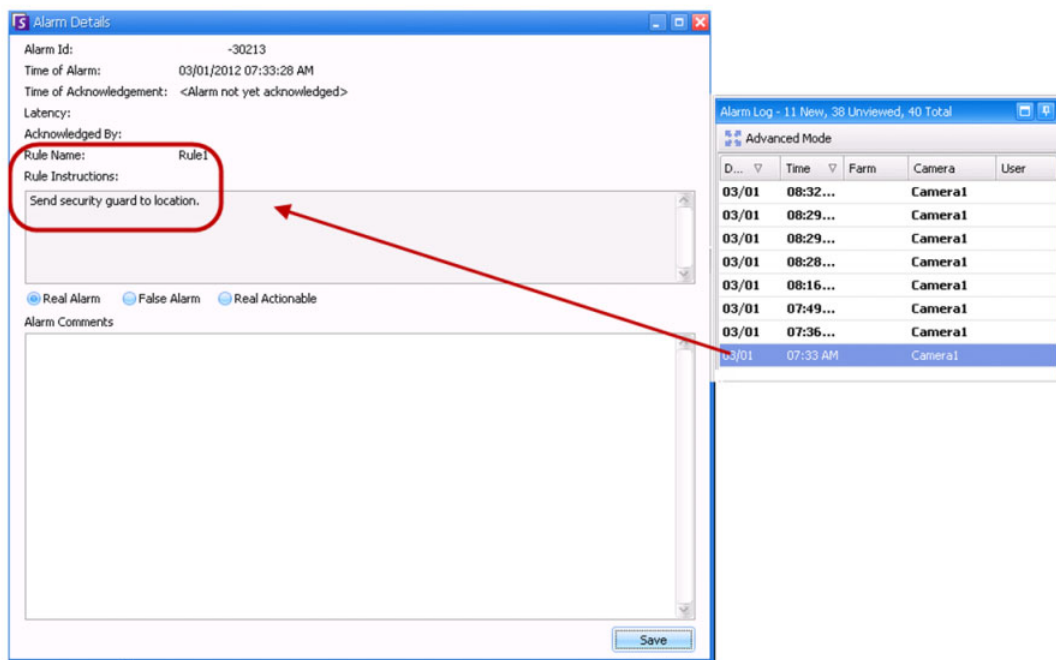 Alarm Details
Alarm Id: -30213
Time of Alarm: 03/01/2012 07:33:28 AM
Time of Acknowledgement: <Alarm not yet acknowledged>
Latency:
Acknowledged By:
Rule Name: Rule1
Rule Instructions:
Send security guard to location.
Real Alarm False Alarm Real Actionable
Alarm Comments
Save
Alarm Log - 11 New, 38 Unviewed, 40 Total
Advanced Mode
D... Time Farm Camera User
03/01 08:32... Camera1
03/01 08:29... Camera1
03/01 08:29... Camera1
03/01 08:28... Camera1
03/01 08:16... Camera1
03/01 07:49... Camera1
03/01 07:36... Camera1
03/01 07:33 AM Camera1